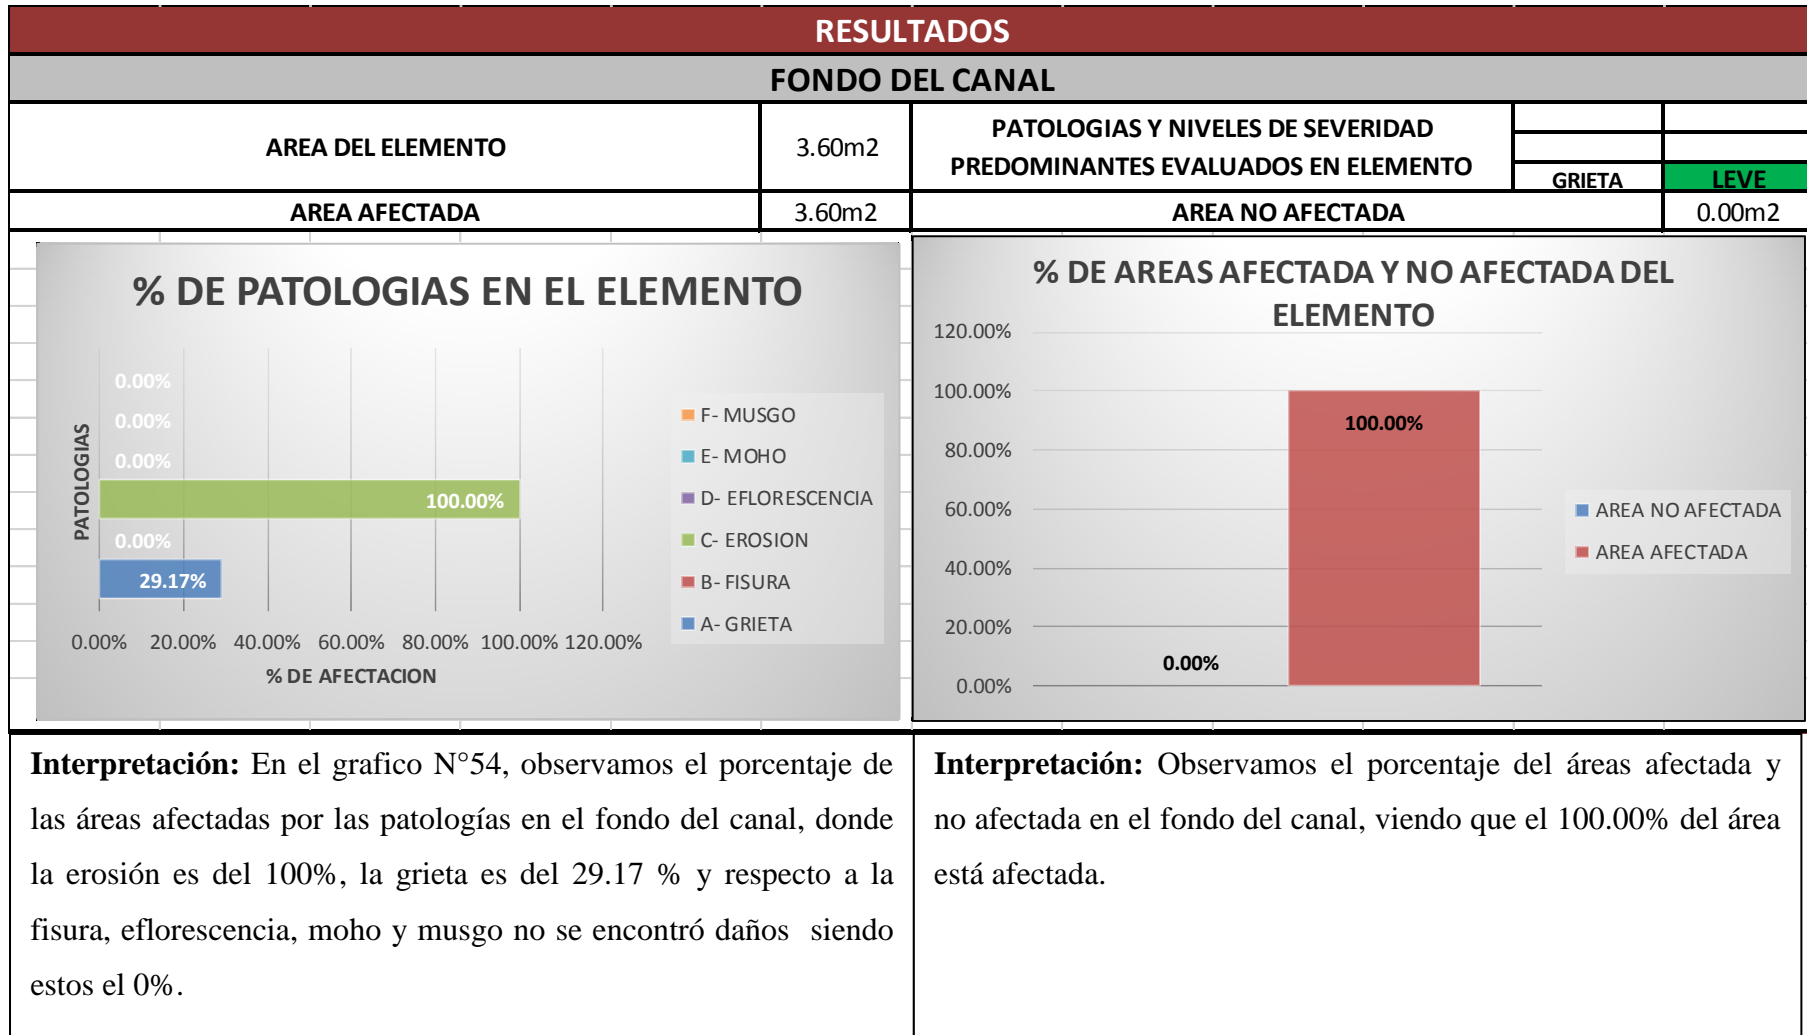 RESULTADOS
FONDO DEL CANAL
AREA DEL ELEMENTO
3.60m2
PATOLOGIAS Y NIVELES DE SEVERIDAD
PREDOMINANTES EVALUADOS EN ELEMENTO
GRIETA
LEVE
AREA AFECTADA
3.60m2
AREA NO AFECTADA
0.00m2
% DE PATOLOGIAS EN EL ELEMENTO
PATOLOGIAS
0.00%
0.00%
0.00%
100.00%
0.00%
29.17%
0.00% 20.00% 40.00% 60.00% 80.00% 100.00% 120.00%
% DE AFECTACION
F- MUSGO
E- MOHO
D- EFLORESCENCIA
C- EROSION
B- FISURA
A- GRIETA
% DE AREAS AFECTADA Y NO AFECTADA DEL
ELEMENTO
120.00%
100.00%
80.00%
60.00%
40.00%
20.00%
0.00%
100.00%
0.00%
AREA NO AFECTADA
AREA AFECTADA
Interpretación: En el grafico N°54, observamos el porcentaje de
las áreas afectadas por las patologías en el fondo del canal, donde
la erosión es del 100%, la grieta es del 29.17 % y respecto a la
fisura, eflorescencia, moho y musgo no se encontró daños siendo
estos el 0%.
Interpretación: Observamos el porcentaje del áreas afectada y
no afectada en el fondo del canal, viendo que el 100.00% del área
está afectada.